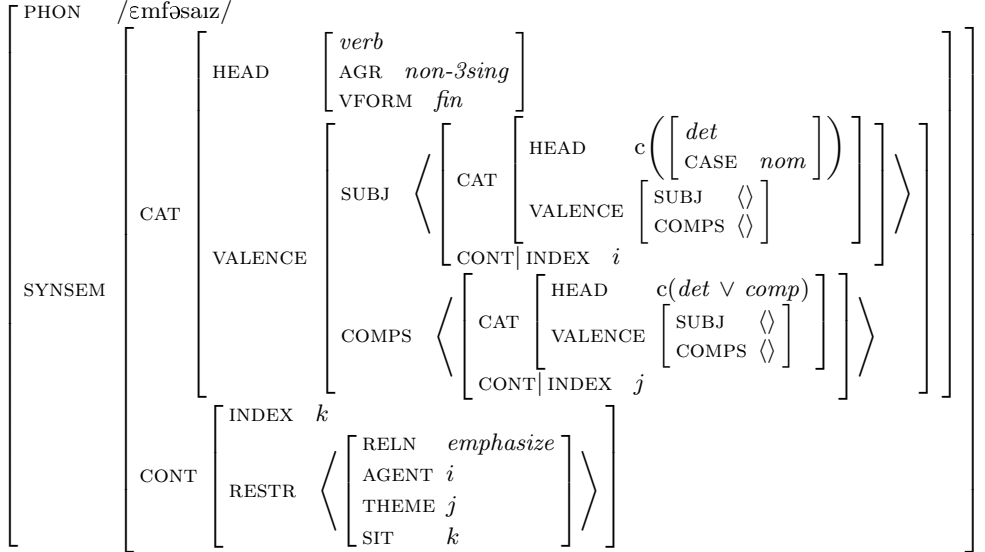 PHON /ɛmfəsaɪz/
verb
HEAD AGR non-3sing
VFORM fin
HEAD c([det
CASE nom])
SUBJ ⟨ CAT
VALENCE SUBJ ⟨⟩
COMPS ⟨⟩
CAT
CONT| INDEX i
VALENCE
SYNSEM
HEAD c(det ∨ comp)
COMPS ⟨ CAT VALENCE SUBJ ⟨⟩
COMPS ⟨⟩
CONT| INDEX j
INDEX k
RELN emphasize
CONT AGENT i
RESTR ⟨ THEME j ⟩
SIT k